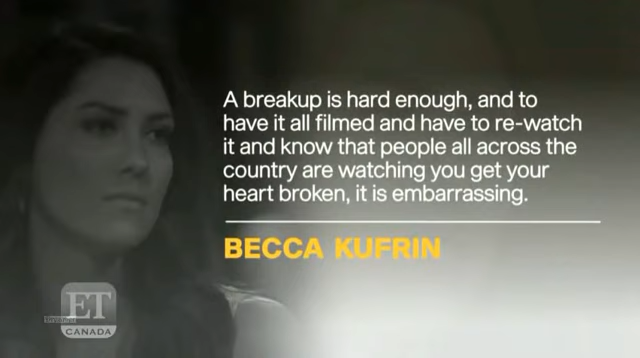 A breakup is hard enough, and to
have it all filmed and have to re-watch
it and know that people all across the
country are watching you get your
heart broken, it is embarrassing.
BECCA KUFRIN
ET
CANADA